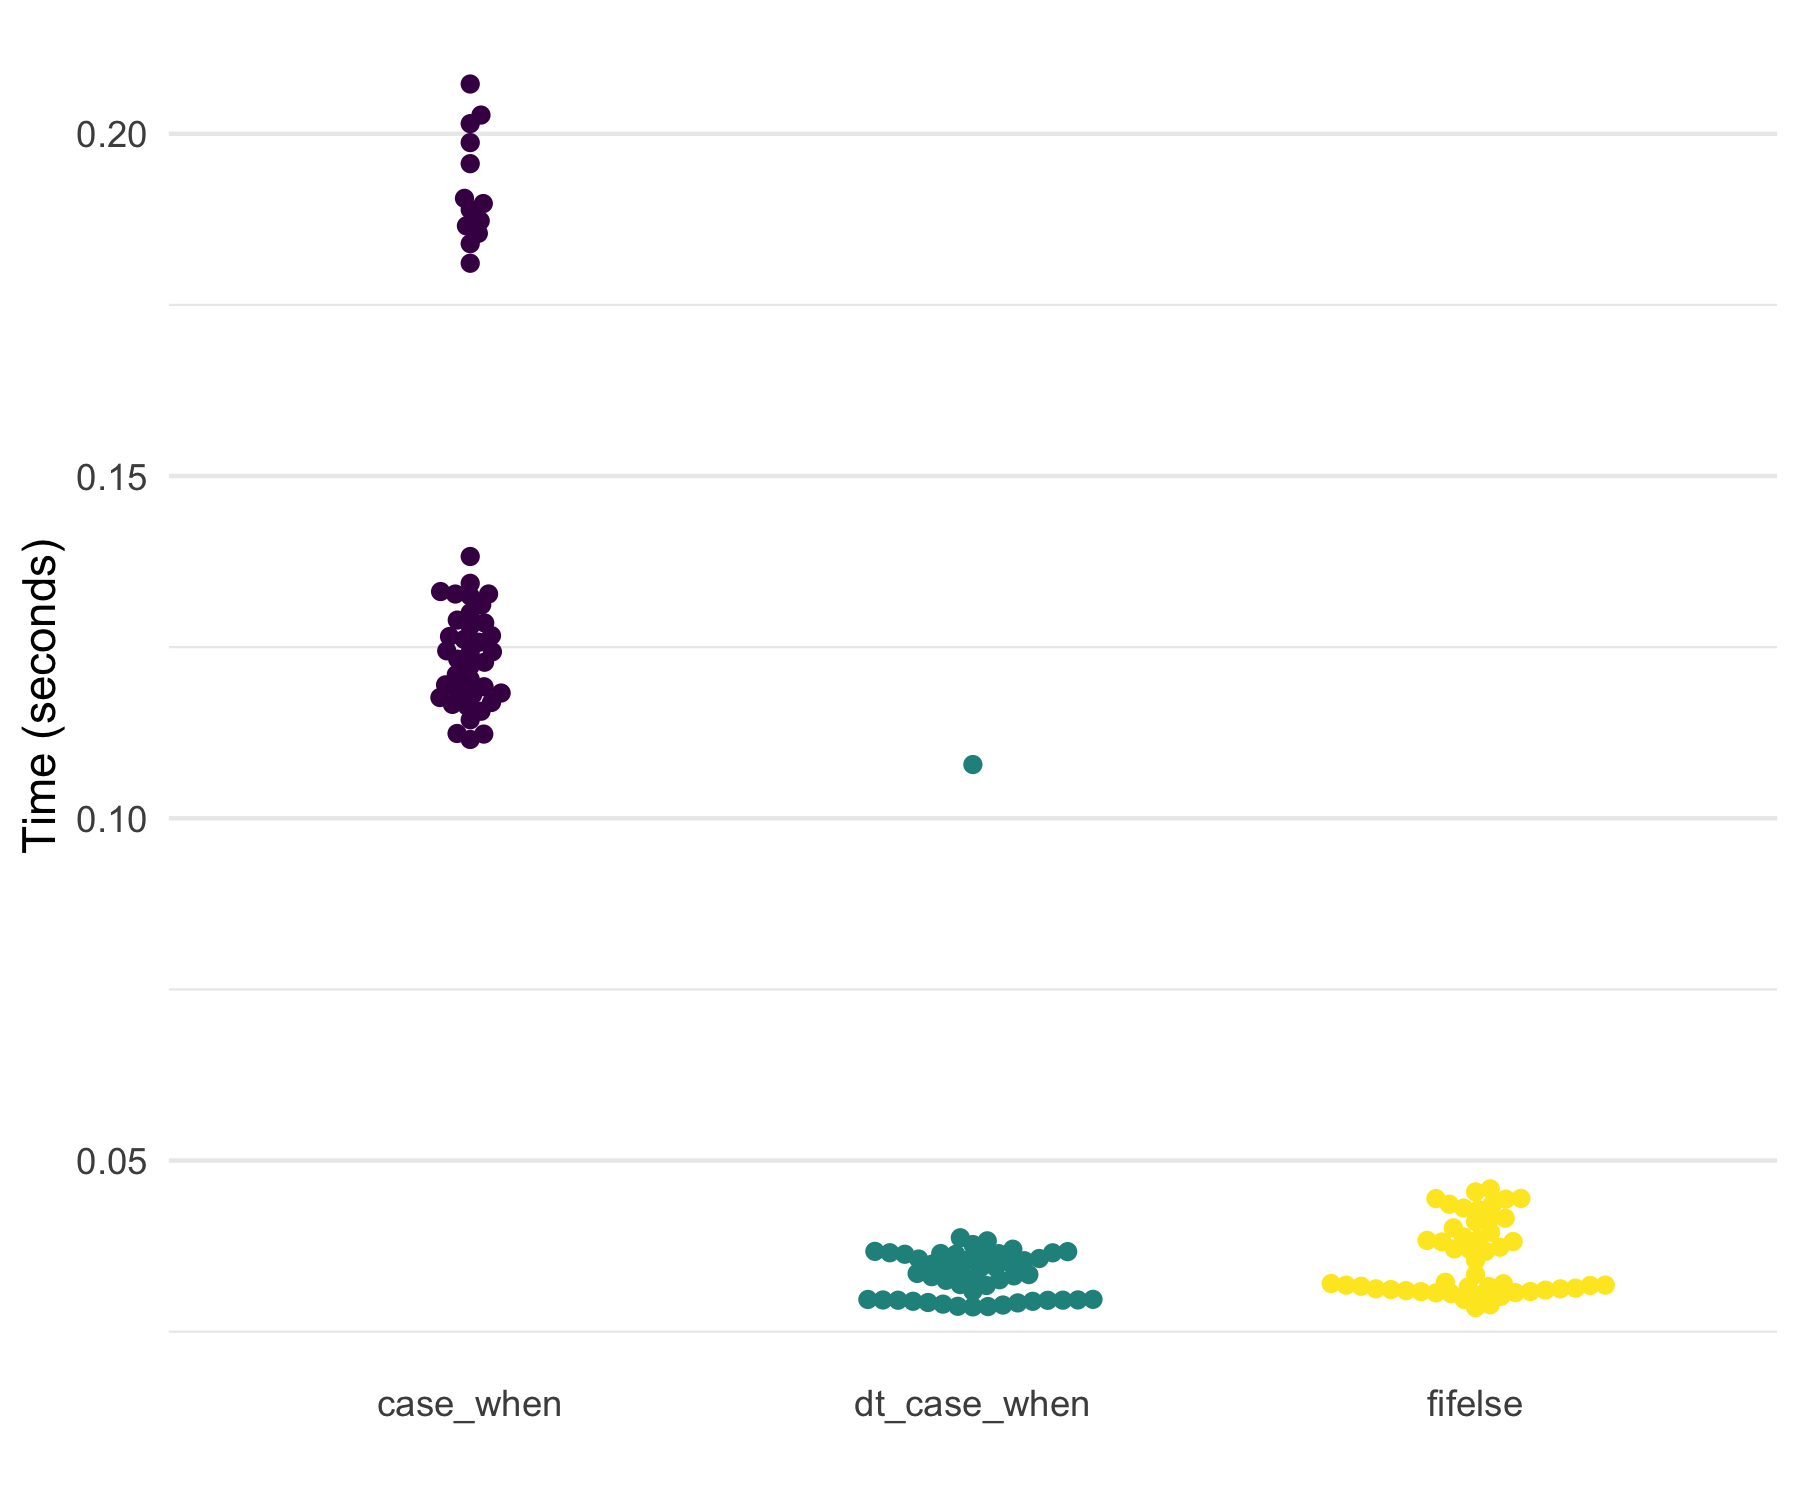 Time (seconds)
0.20
0.15
0.10
0.05
case_when
dt_case_when
fifelse